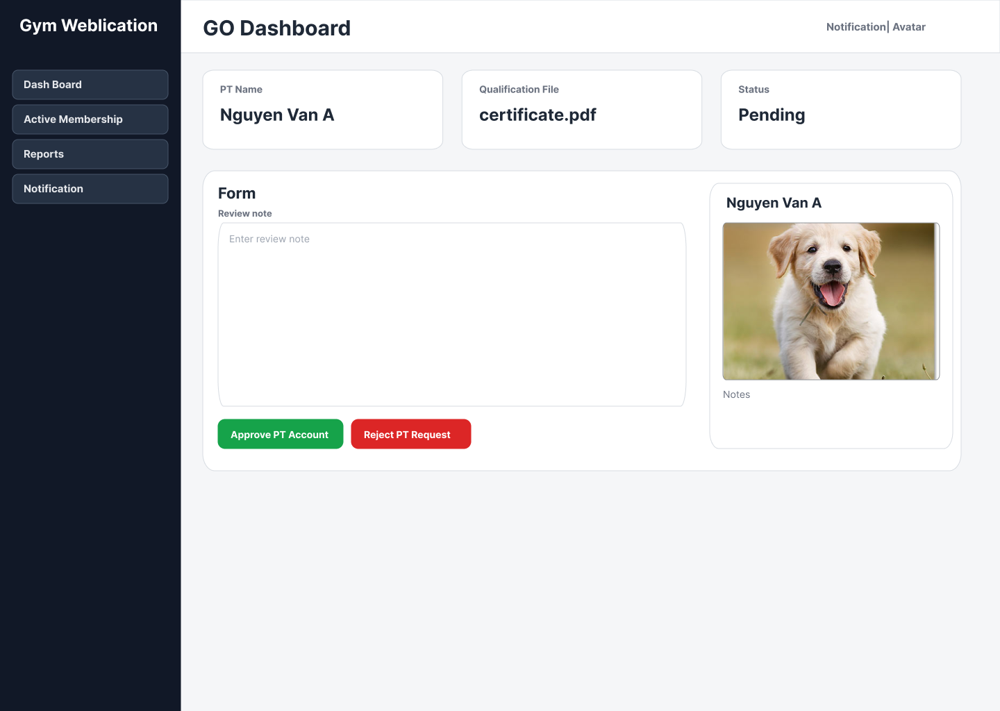 Gym Weblication
Dash Board
Active Membership
Reports
Notification
GO Dashboard
Notification| Avatar
PT Name
Nguyen Van A
Qualification File
certificate.pdf
Status
Pending
Form
Review note
Enter review note
Approve PT Account
Reject PT Request
Nguyen Van A
Notes